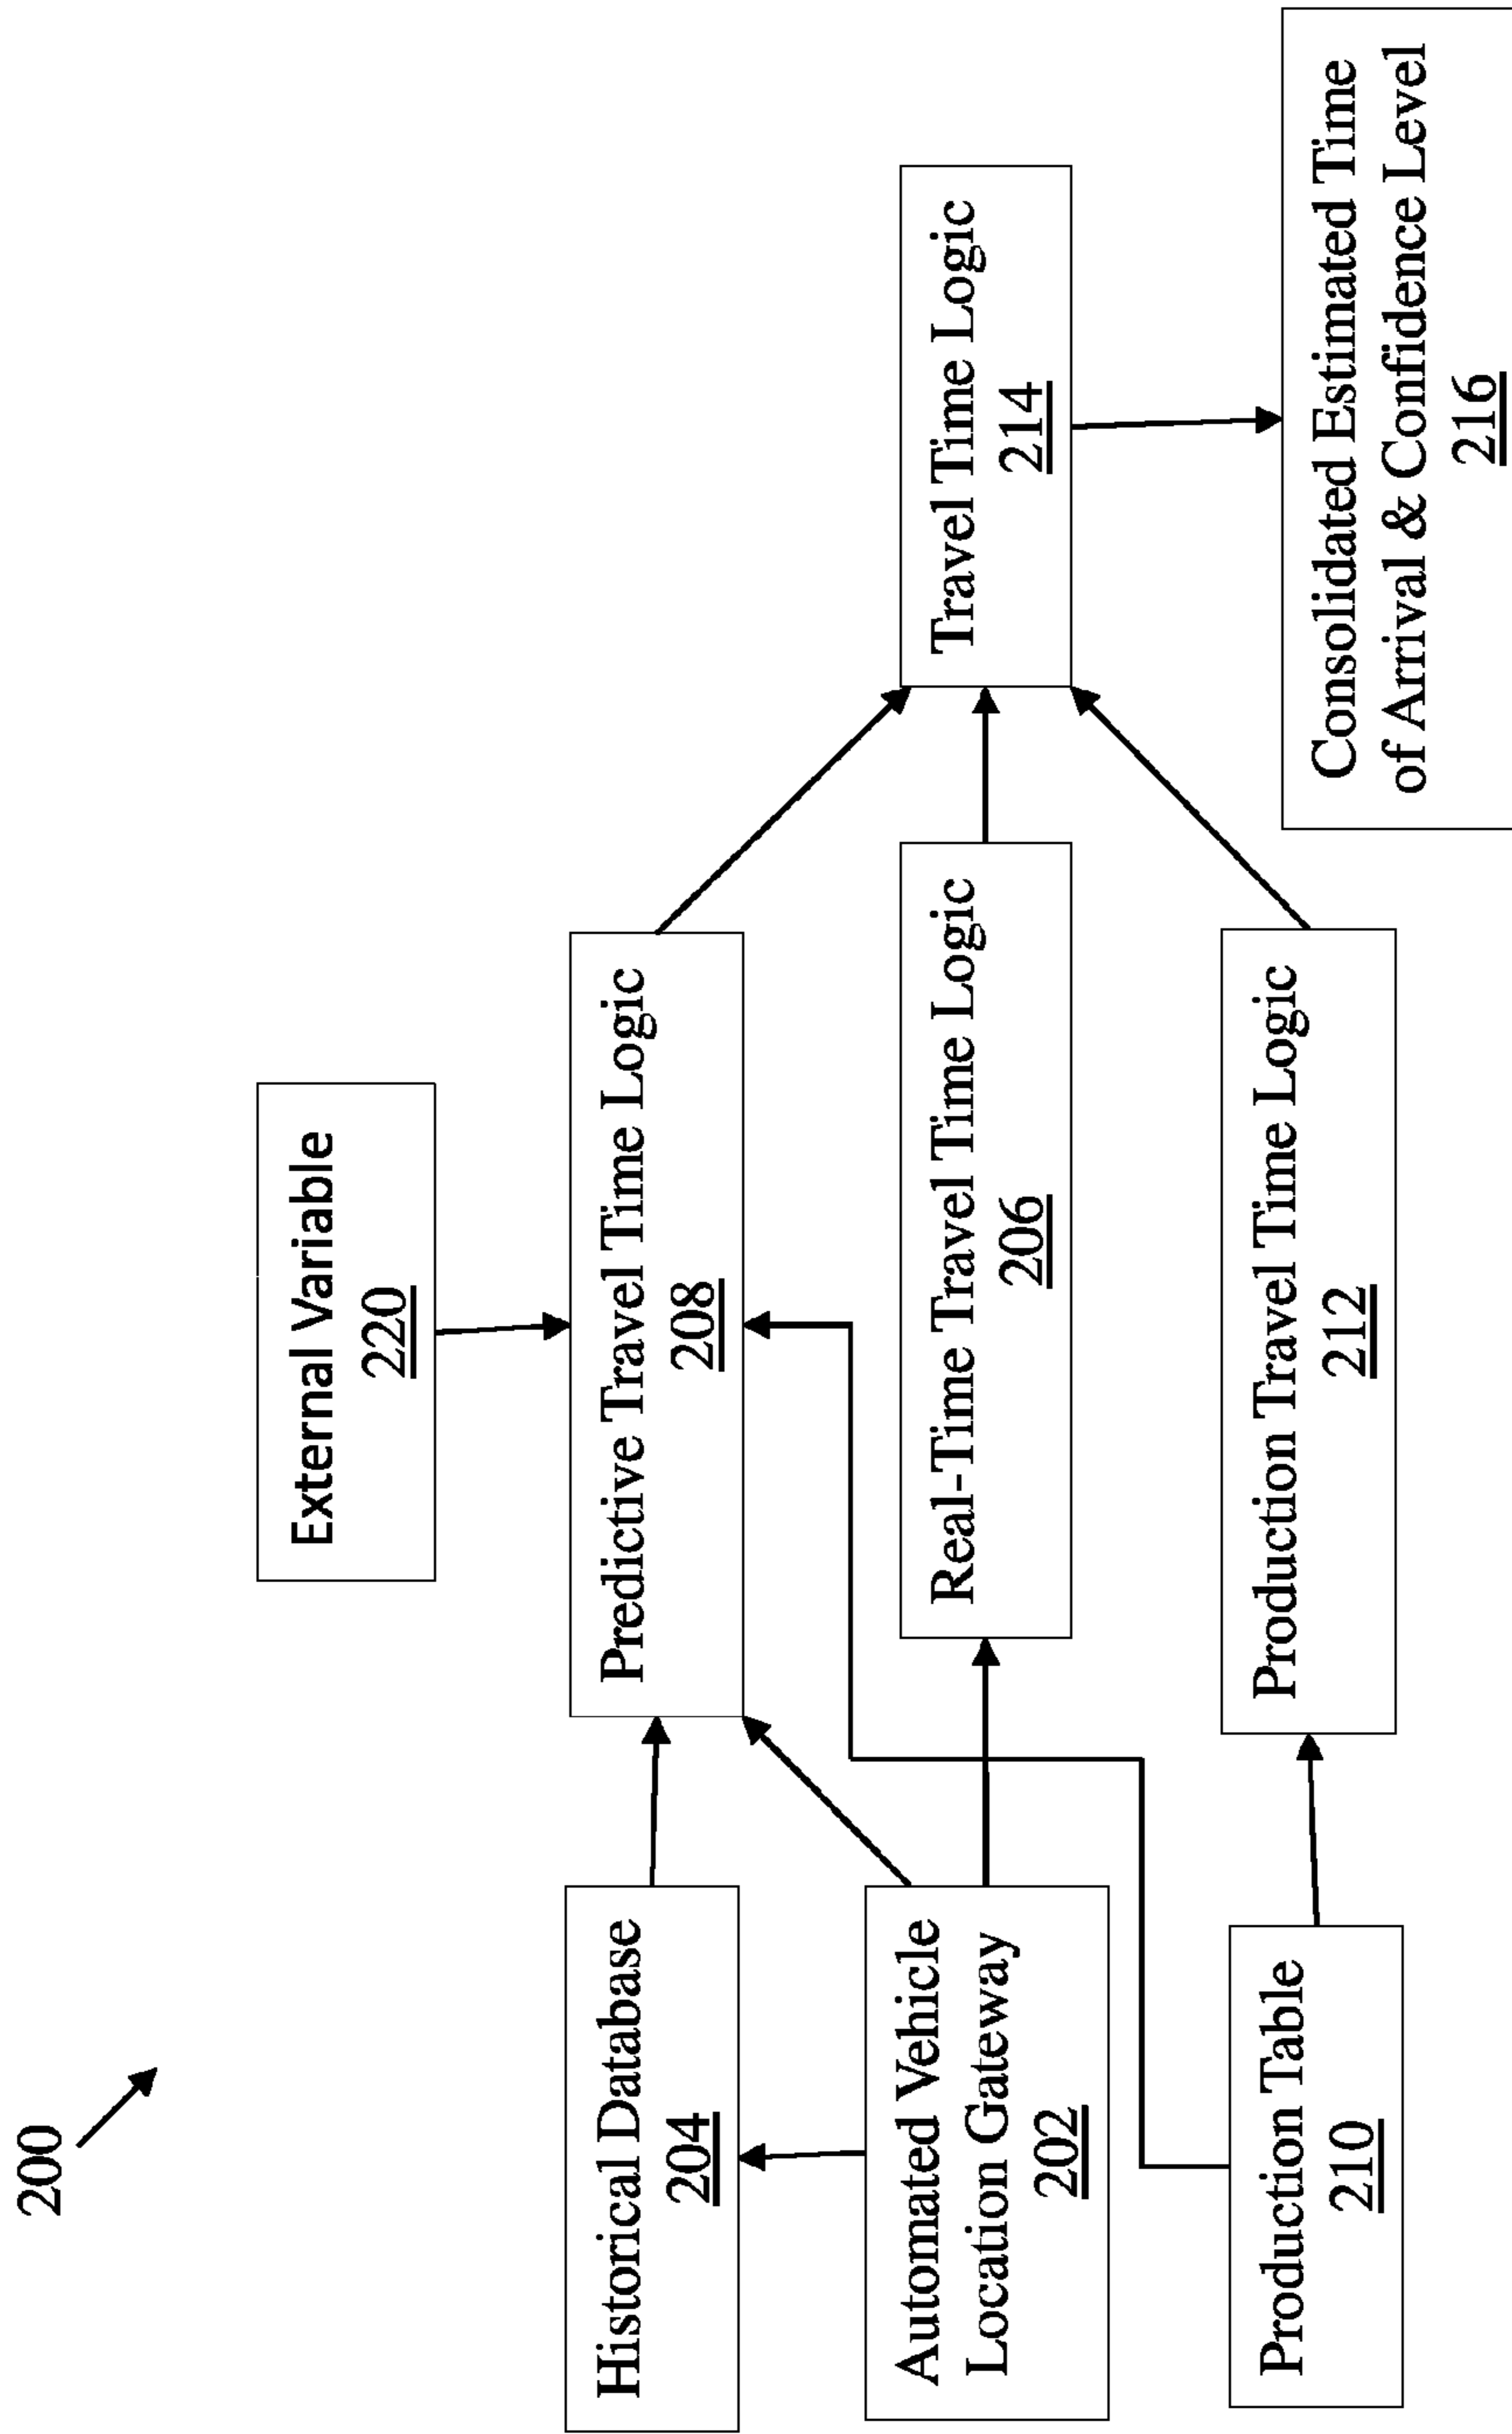 200
External Variable
220
Historical Database
204
Predictive Travel Time Logic
208
Automated Vehicle
Location Gateway
202
Real-Time Travel Time Logic
206
Travel Time Logic
214
Production Table
210
Production Travel Time Logic
212
Consolidated Estimated Time
of Arrival & Confidence Level
216